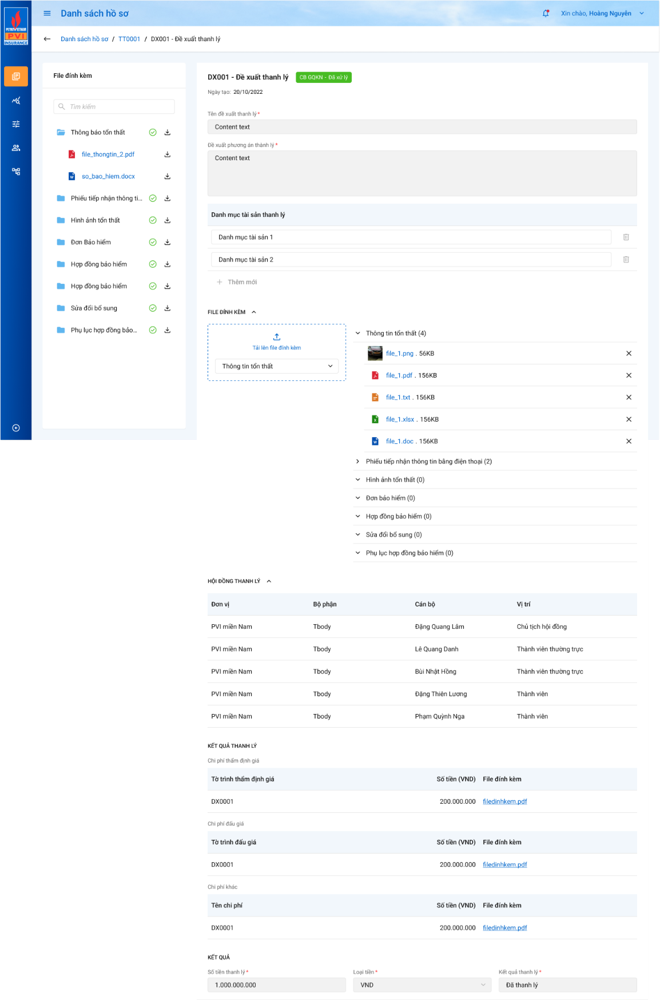 PETROVIETNAM
PVI
INSURANCE
Danh sách hồ sơ
Xin chào, Hoàng Nguyễn
Danh sách hồ sơ / TT0001 / DX001 - Đề xuất thanh lý
File đính kèm
Tìm kiếm
Thông báo tổn thất
file_thongtin_2.pdf
so_bao_hiem.docx
Phiếu tiếp nhận thông ti...
Hình ảnh tổn thất
Đơn Bảo hiểm
Hợp đồng bảo hiểm
Hợp đồng bảo hiểm
Sửa đổi bổ sung
Phụ lục hợp đồng bảo...
DX001 - Đề xuất thanh lý
CB GQKN - Đã xử lý
Ngày tạo: 20/10/2022
Tên đề xuất thanh lý *
Content text
Đề xuất phương án thành lý *
Content text
Danh mục tài sản thanh lý
Danh mục tài sản 1
Danh mục tài sản 2
Thêm mới
FILE ĐÍNH KÈM
Tải lên file đính kèm
Thông tin tổn thất
Thông tin tổn thất (4)
file_1.png . 56KB
file_1.pdf . 156KB
file_1.txt . 156KB
file_1.xlsx . 156KB
file_1.doc . 156KB
Phiếu tiếp nhận thông tin bằng điện thoại (2)
Hình ảnh tổn thất (0)
Đơn bảo hiểm (0)
Hợp đồng bảo hiểm (0)
Sửa đổi bổ sung (0)
Phụ lục hợp đồng bảo hiểm (0)
HỘI ĐỒNG THANH LÝ
Đơn vị Bộ phận Cán bộ Vị trí
PVI miền Nam Tbody Đặng Quang Lâm Chủ tịch hội đồng
PVI miền Nam Tbody Lê Quang Danh Thành viên thường trực
PVI miền Nam Tbody Bùi Nhật Hồng Thành viên thường trực
PVI miền Nam Tbody Đặng Thiên Lương Thành viên
PVI miền Nam Tbody Phạm Quỳnh Nga Thành viên
KẾT QUẢ THANH LÝ
Chi phí thẩm định giá
Tờ trình thẩm định giá Số tiền (VND) File đính kèm
DX0001 200.000.000 filedinhkem.pdf
Chi phí đấu giá
Tờ trình đấu giá Số tiền (VND) File đính kèm
DX0001 200.000.000 filedinhkem.pdf
Chi phí khác
Tên chi phí Số tiền (VND) File đính kèm
DX0001 200.000.000 filedinhkem.pdf
KẾT QUẢ
Số tiền thanh lý * Loại tiền * Kết quả thanh lý *
1.000.000.000 VND Đã thanh lý